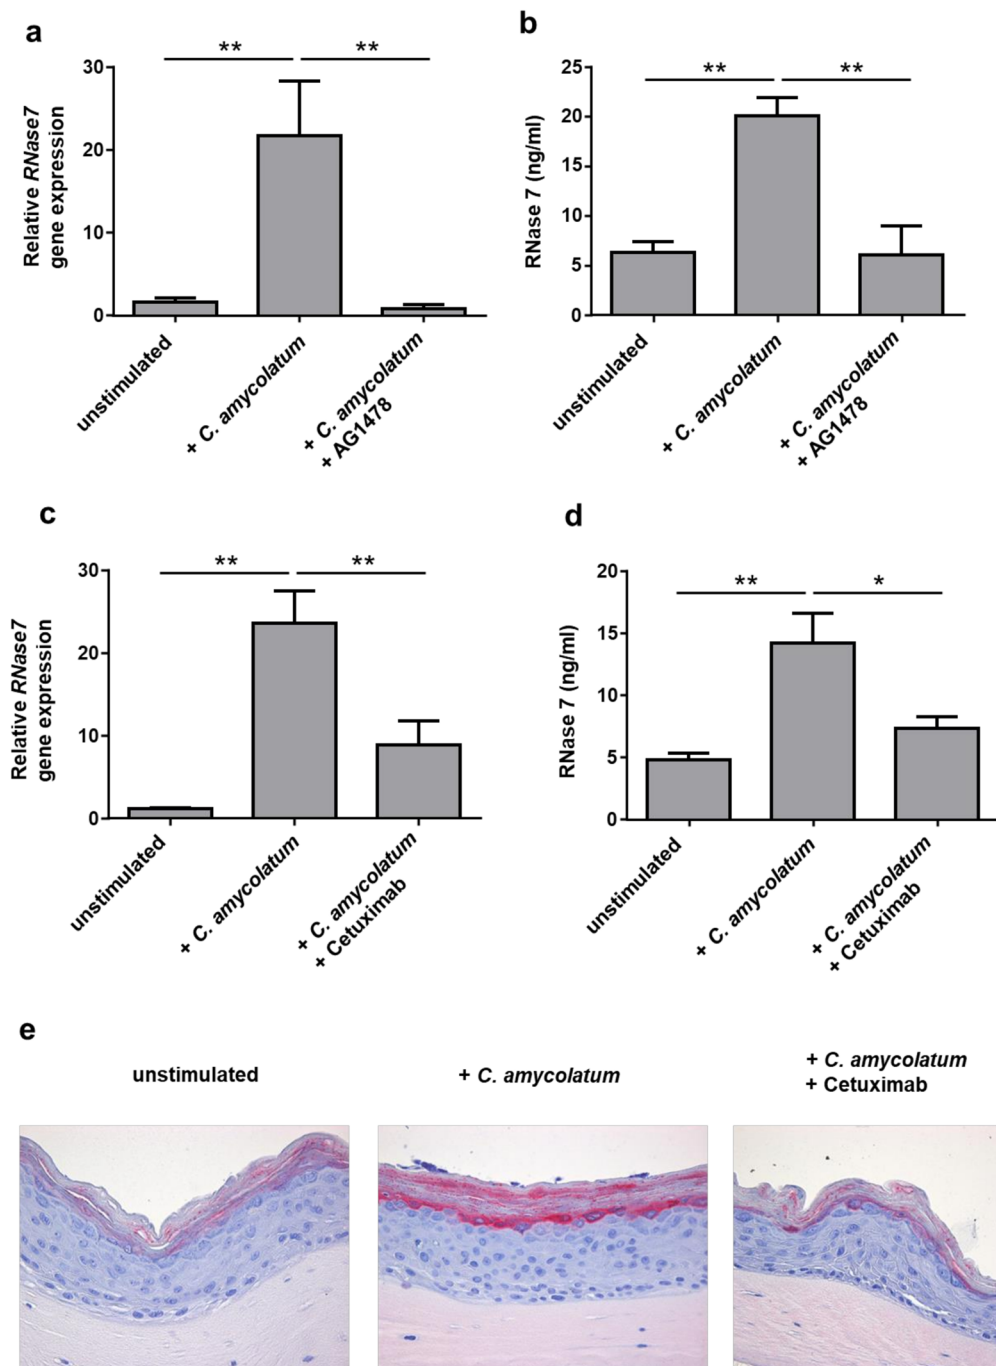 a
Relative RNase7
gene expression
30
20
10
0
**
**
unstimulated
+ C. amycolatum
+ C. amycolatum
+ AG1478
b
RNase 7 (ng/ml)
25
20
15
10
5
0
**
**
unstimulated
+ C. amycolatum
+ C. amycolatum
+ AG1478
c
Relative RNase7
gene expression
30
20
10
0
**
**
unstimulated
+ C. amycolatum
+ C. amycolatum
+ Cetuximab
d
RNase 7 (ng/ml)
20
15
10
5
0
**
*
unstimulated
+ C. amycolatum
+ C. amycolatum
+ Cetuximab
e
unstimulated
+ C. amycolatum
+ C. amycolatum
+ Cetuximab